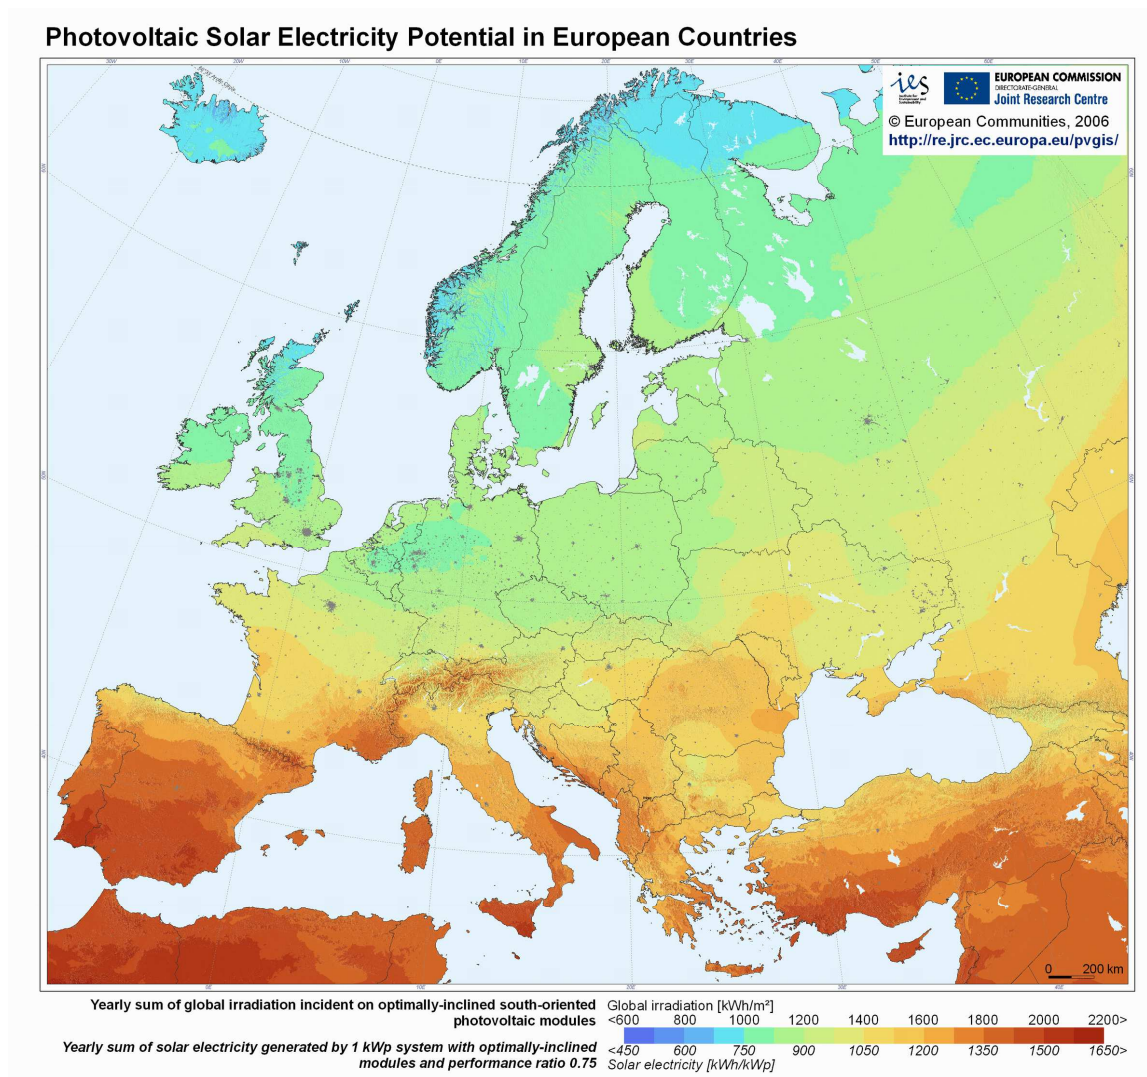 Photovoltaic Solar Electricity Potential in European Countries
ies
EUROPEAN COMMISSION
DIRECTORATE-GENERAL
Joint Research Centre
© European Communities, 2006
http://re.jrc.ec.europa.eu/pvgis/
0 200 km
Yearly sum of global irradiation incident on optimally-inclined south-oriented
photovoltaic modules
Yearly sum of solar electricity generated by 1 kWp system with optimally-inclined
modules and performance ratio 0.75
Global irradiation [kWh/m²]
<600 800 1000 1200 1400 1600 1800 2000 2200>
<450 600 750 900 1050 1200 1350 1500 1650>
Solar electricity [kWh/kWp]